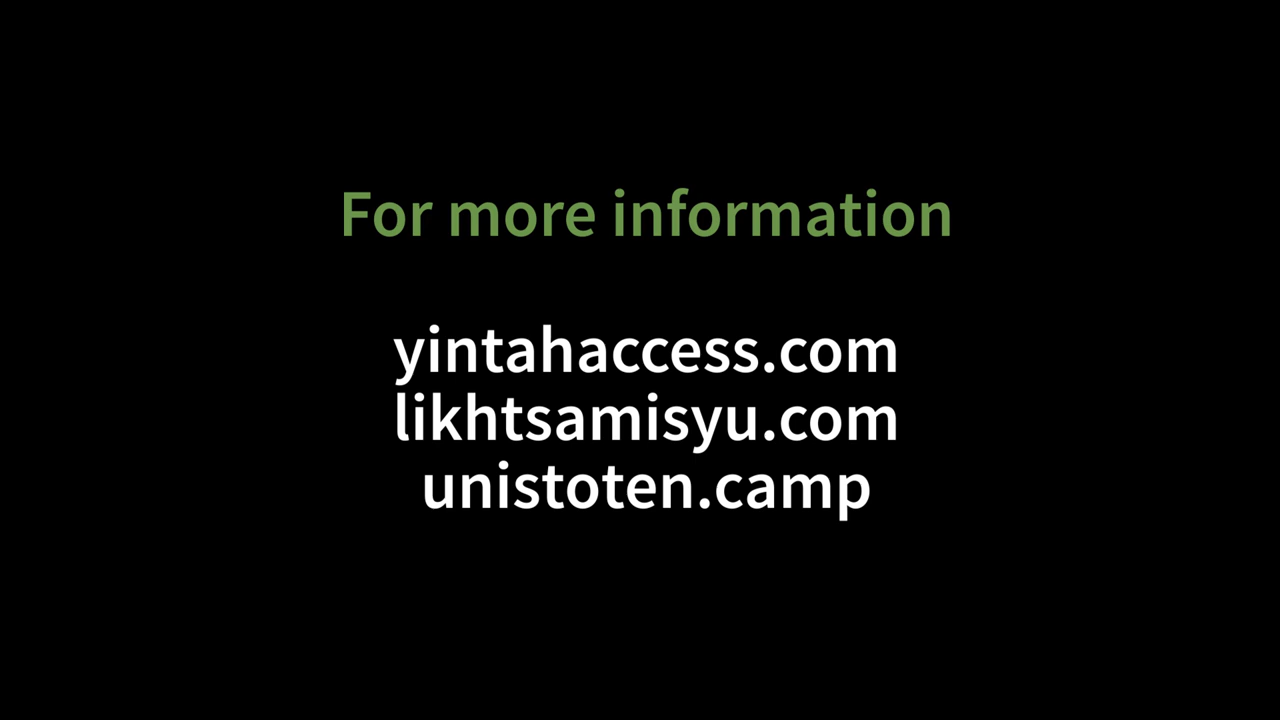 For more information
yintahaccess.com
likhtsamisyu.com
unistoten.camp